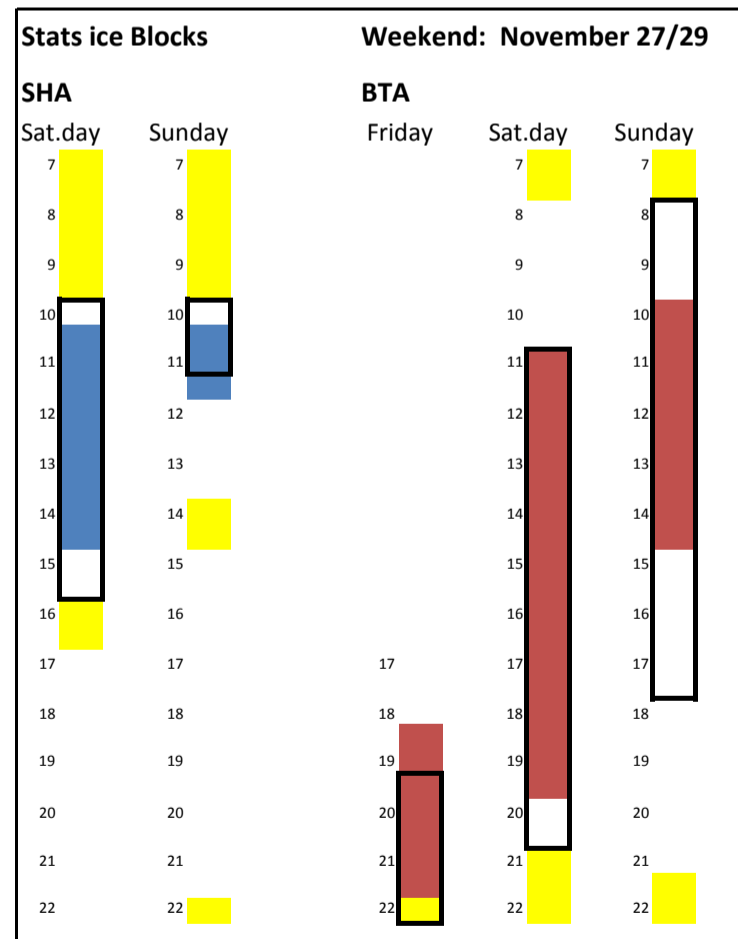 Stats ice Blocks Weekend: November 27/29
SHA BTA
Sat.day Sunday Friday Sat.day Sunday
7 7 7 7
8 8 8 8
9 9 9 9
10 10 10 10
11 11 11 11
12 12 12 12
13 13 13 13
14 14 14 14
15 15 15 15
16 16 16 16
17 17 17 17 17
18 18 18 18 18
19 19 19 19 19
20 20 20 20 20
21 21 21 21 21
22 22 22 22 22